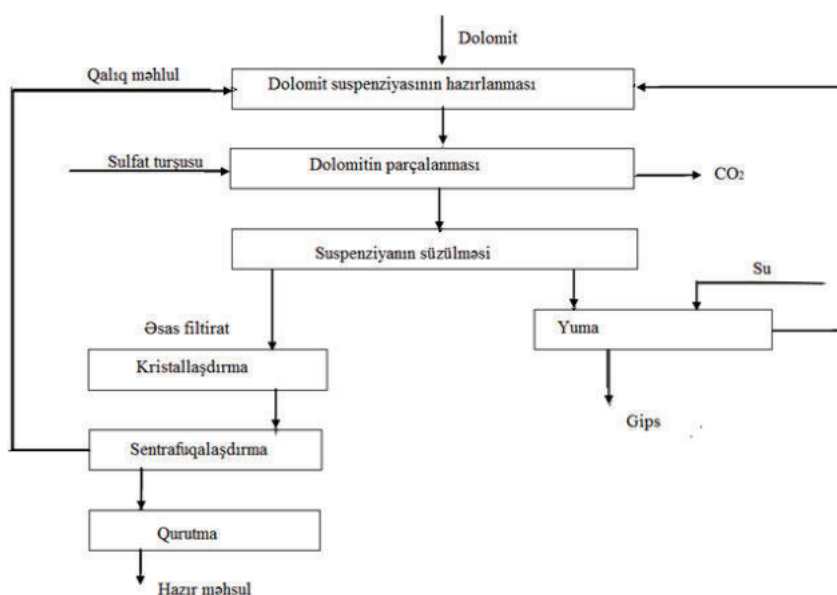 Dolomit
Qalıq məhlul
Dolomit suspenziyasının hazırlanması
Sulfat turşusu
Dolomitin parçalanması
CO₂
Suspenziyanın süzülməsi
Su
Əsas filtirat
Yuma
Kristallaşdırma
Gips
Sentrafuqalaşdırma
Qurutma
Hazır məhsul